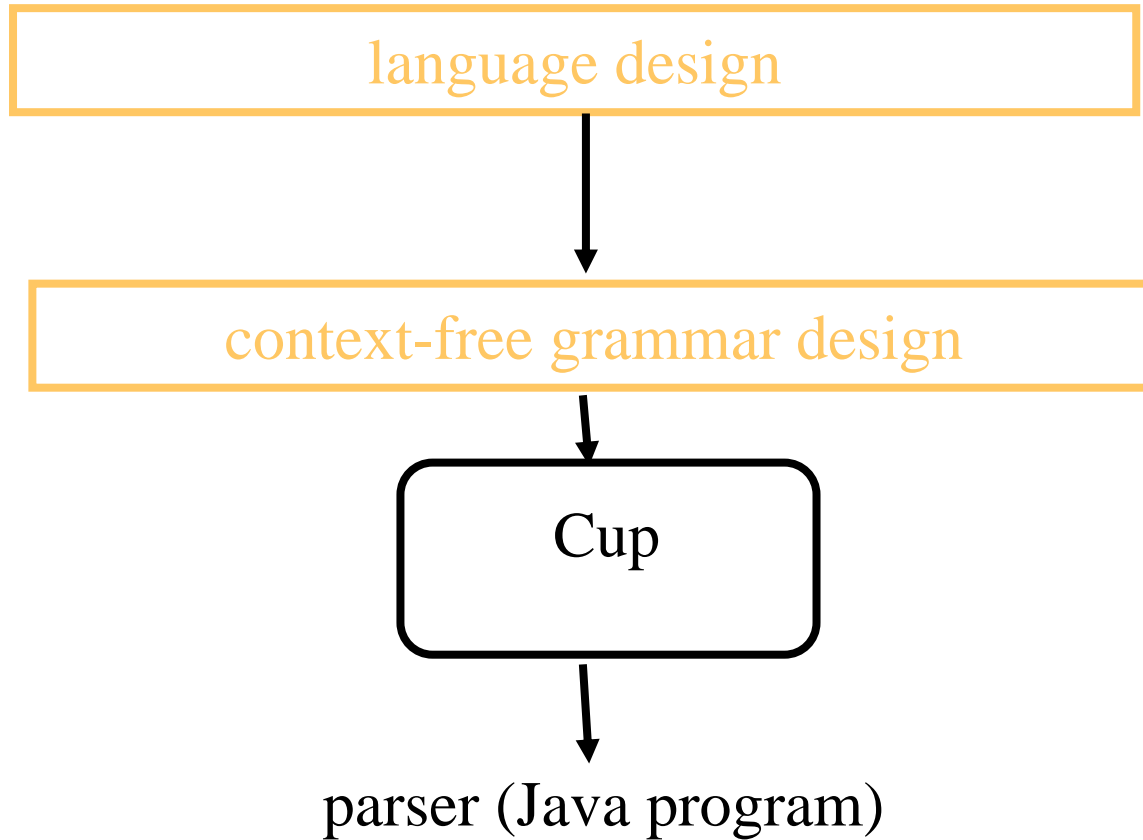 language design
context-free grammar design
Cup
parser (Java program)